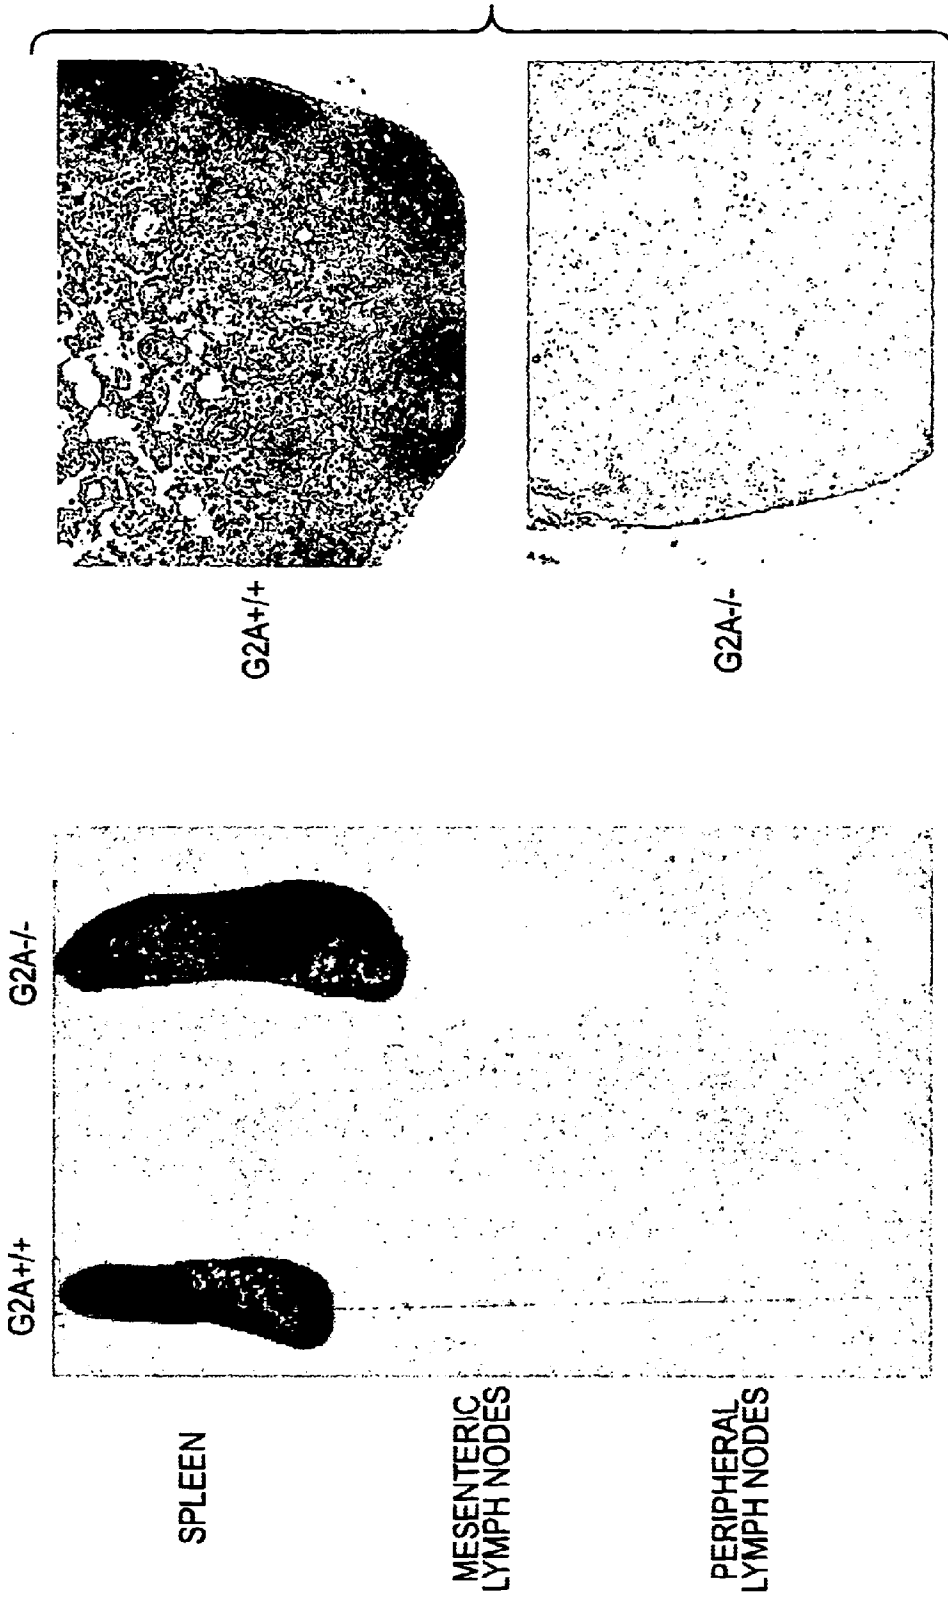 G2A+/+
G2A-/-
SPLEEN
MESENTERIC
LYMPH NODES
PERIPHERAL
LYMPH NODES
G2A+/+
G2A-/-